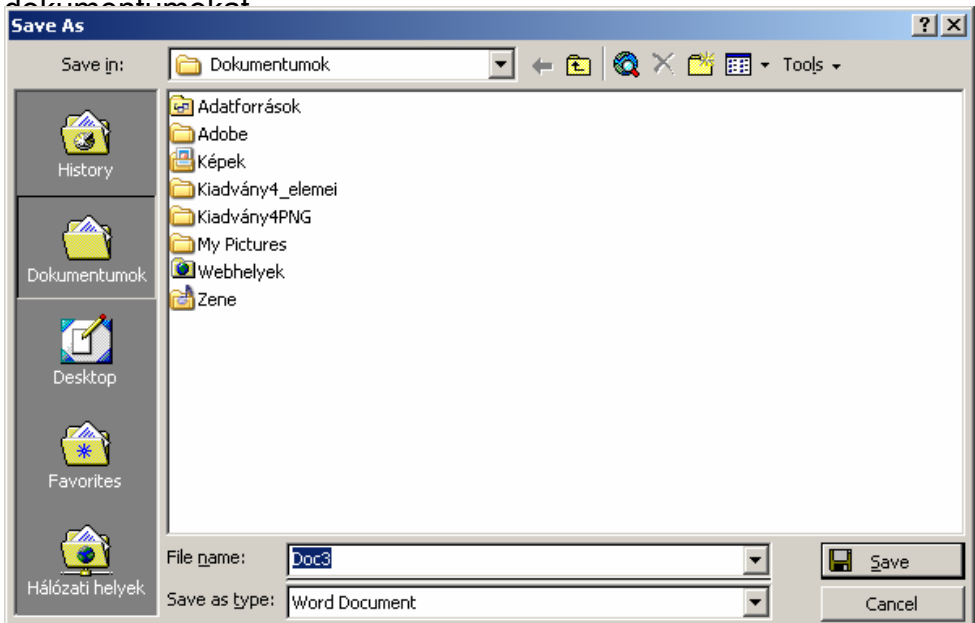 dokumentumokat
Save As
Save in:
Dokumentumok
Tools
History
Dokumentumok
Desktop
Favorites
Hálózati helyek
Adatforrások
Adobe
Képek
Kiadvány4_elemei
Kiadvány4PNG
My Pictures
Webhelyek
Zene
File name:
Doc3
Save
Save as type:
Word Document
Cancel